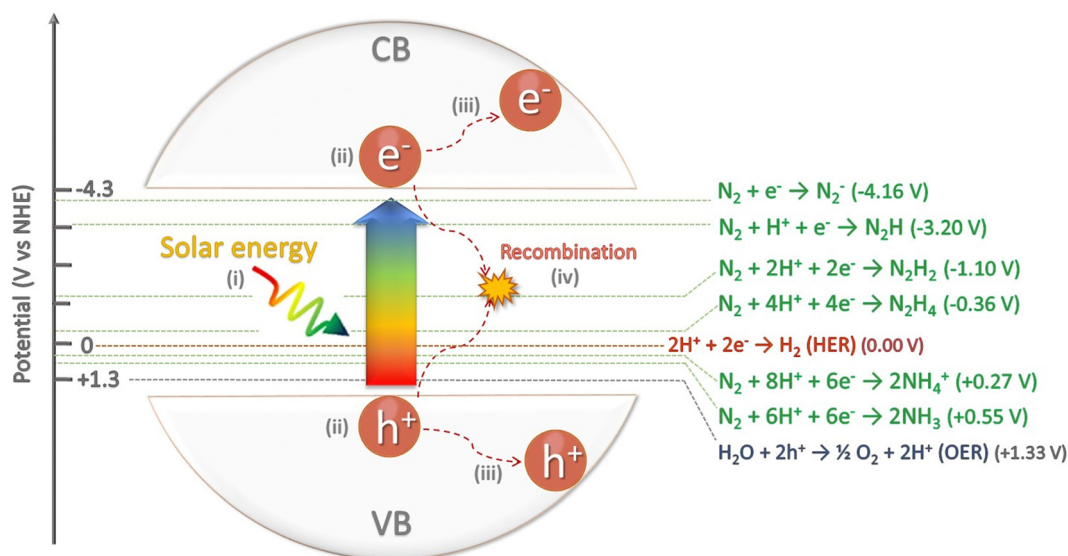 CB
e⁻
(iii)
(ii)
e⁻
-4.3
Potential (V vs NHE)
Solar energy
(i)
Recombination
(iv)
0
+1.3
(ii)
h⁺
(iii)
h⁺
VB
N₂ + e⁻ → N₂⁻ (-4.16 V)
N₂ + H⁺ + e⁻ → N₂H (-3.20 V)
N₂ + 2H⁺ + 2e⁻ → N₂H₂ (-1.10 V)
N₂ + 4H⁺ + 4e⁻ → N₂H₄ (-0.36 V)
2H⁺ + 2e⁻ → H₂ (HER) (0.00 V)
N₂ + 8H⁺ + 6e⁻ → 2NH₄⁺ (+0.27 V)
N₂ + 6H⁺ + 6e⁻ → 2NH₃ (+0.55 V)
H₂O + 2h⁺ → ½ O₂ + 2H⁺ (OER) (+1.33 V)